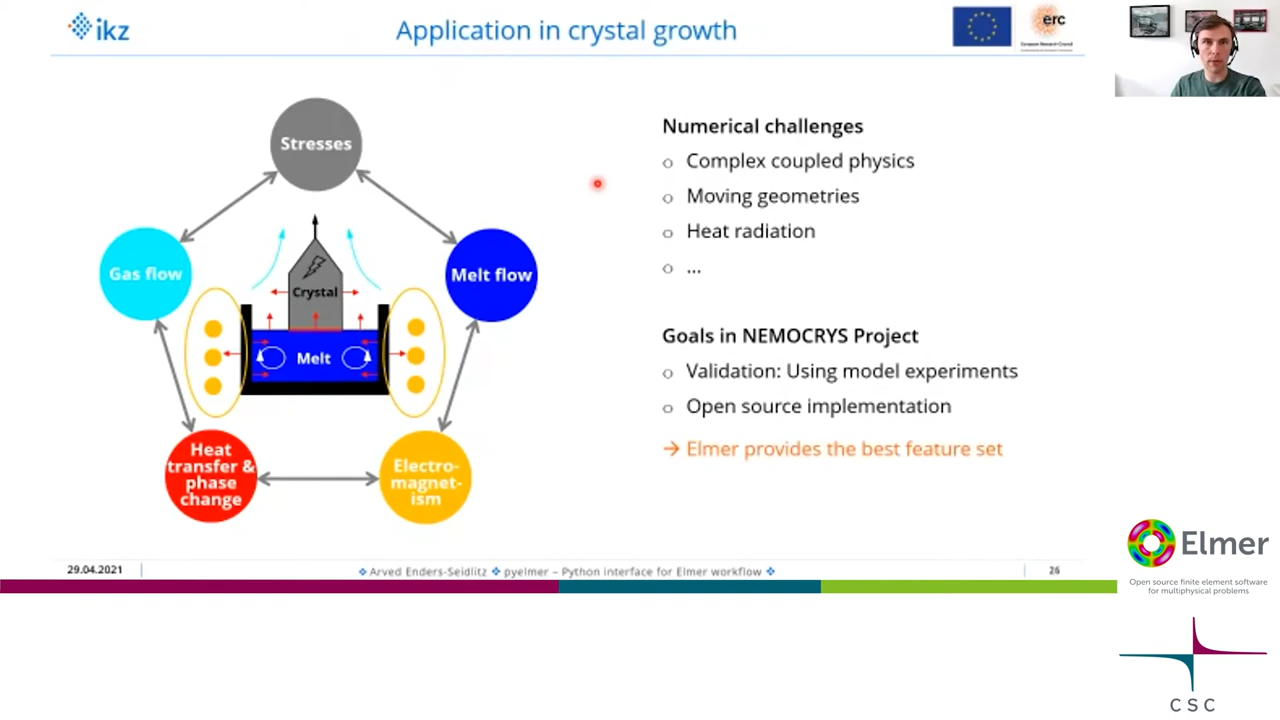 ikz
Application in crystal growth
erc
Stresses
Gas flow
Melt flow
Crystal
Melt
Heat
transfer &
phase
change
Electro-
magnet-
ism
Numerical challenges
o Complex coupled physics
o Moving geometries
o Heat radiation
o ...
Goals in NEMOCRYS Project
o Validation: Using model experiments
o Open source implementation
→ Elmer provides the best feature set
29.04.2021
❖ Arved Enders-Seidlitz ❖ pyelmer – Python interface for Elmer workflow ❖
26
Elmer
Open source finite element software
for multiphysical problems
CSC